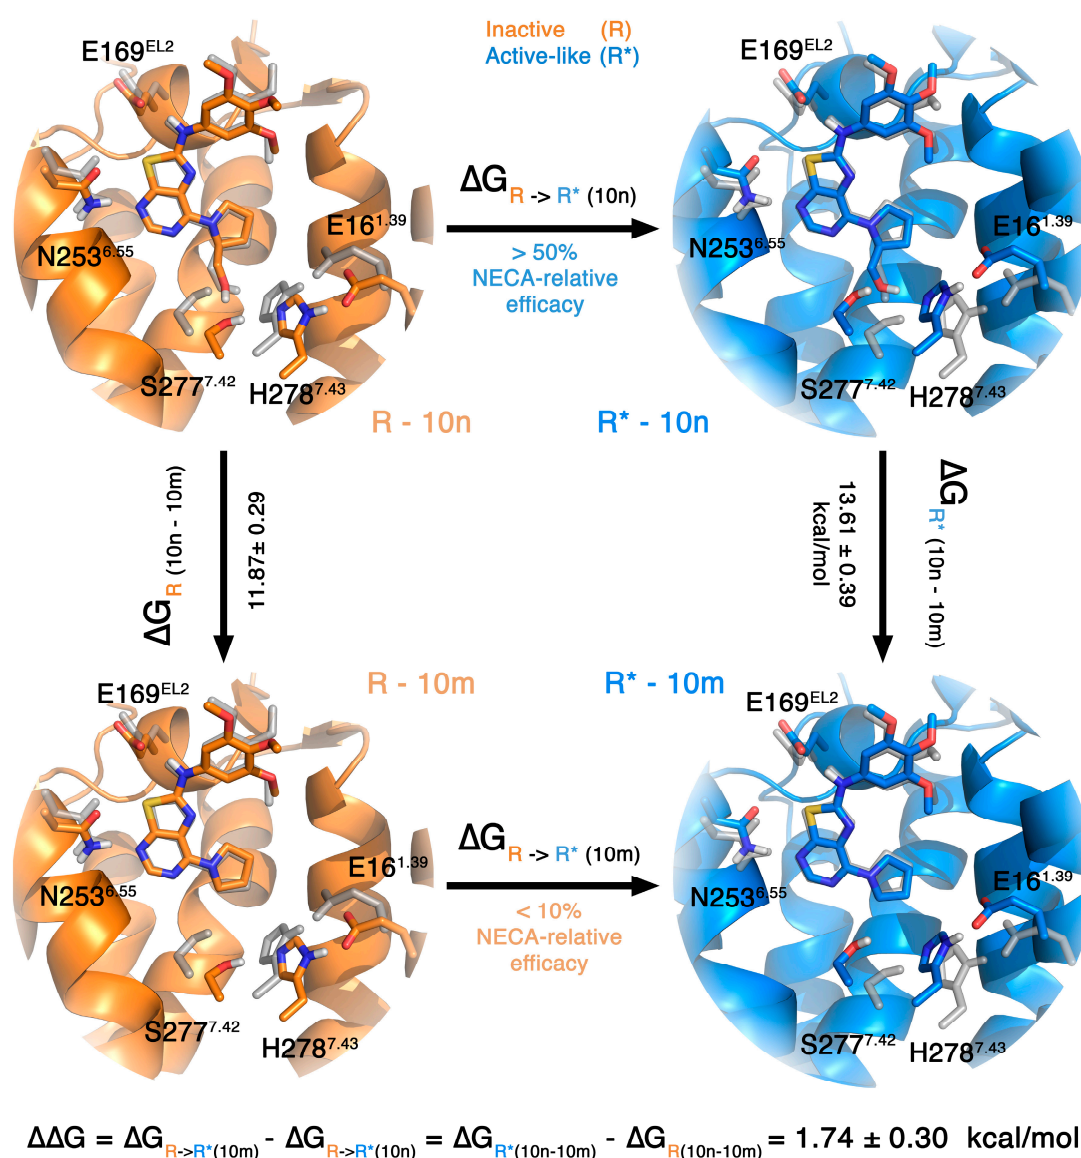 Inactive (R)
Active-like (R*)
E169EL2
E169EL2
ΔG R -> R* (10n)
> 50%
NECA-relative
efficacy
N2536.55
E161.39
N2536.55
E161.39
S2777.42
H2787.43
S2777.42
H2787.43
R - 10n
R* - 10n
ΔG R (10n - 10m)
11.87± 0.29
13.61 ± 0.39
kcal/mol
ΔG R* (10n - 10m)
R - 10m
R* - 10m
E169EL2
E169EL2
ΔG R -> R* (10m)
< 10%
NECA-relative
efficacy
N2536.55
E161.39
N2536.55
E161.39
S2777.42
H2787.43
S2777.42
H2787.43
ΔΔG = ΔGR->R*(10m) - ΔGR->R*(10n) = ΔGR*(10n-10m) - ΔGR(10n-10m) = 1.74 ± 0.30 kcal/mol